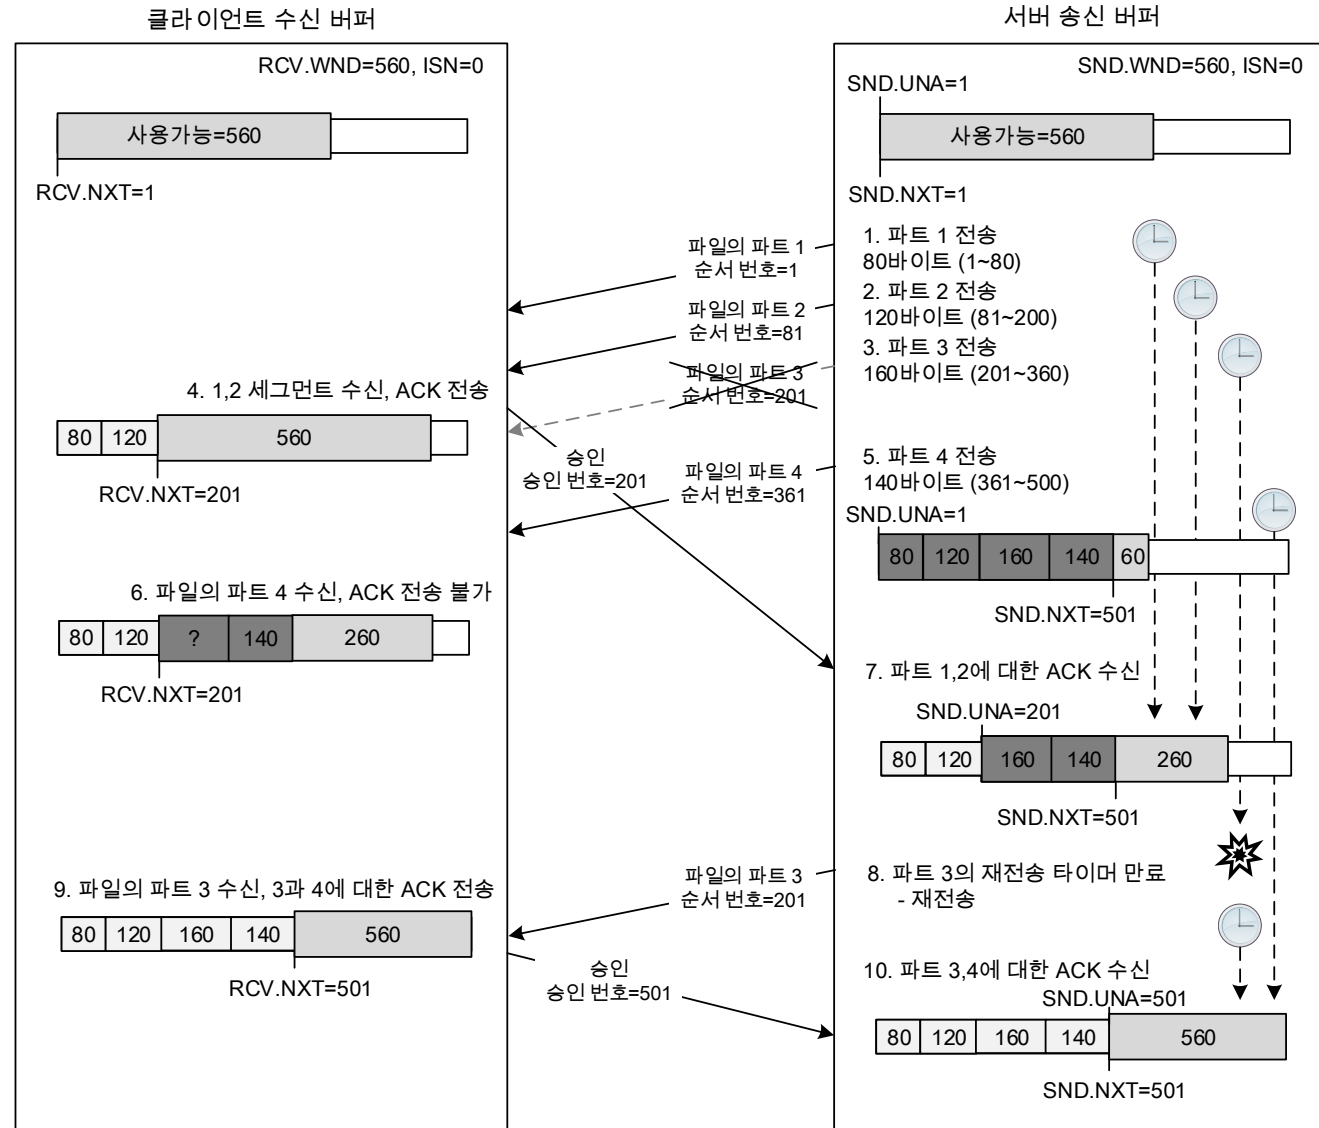 클라이언트 수신 버퍼
서버 송신 버퍼
RCV.WND=560, ISN=0
사용가능=560
RCV.NXT=1
SND.WND=560, ISN=0
SND.UNA=1
사용가능=560
SND.NXT=1
파일의 파트 1
순서 번호=1
1. 파트 1 전송
80바이트 (1~80)
파일의 파트 2
순서 번호=81
2. 파트 2 전송
120바이트 (81~200)
파일의 파트 3
순서 번호=201
3. 파트 3 전송
160바이트 (201~360)
4. 1,2 세그먼트 수신, ACK 전송
80 120 560
RCV.NXT=201
승인
승인 번호=201
파일의 파트 4
순서 번호=361
5. 파트 4 전송
140바이트 (361~500)
SND.UNA=1
80 120 160 140 60
SND.NXT=501
6. 파일의 파트 4 수신, ACK 전송 불가
80 120 ? 140 260
RCV.NXT=201
7. 파트 1,2에 대한 ACK 수신
SND.UNA=201
80 120 160 140 260
SND.NXT=501
파일의 파트 3
순서 번호=201
8. 파트 3의 재전송 타이머 만료
- 재전송
9. 파일의 파트 3 수신, 3과 4에 대한 ACK 전송
80 120 160 140 560
RCV.NXT=501
승인
승인 번호=501
10. 파트 3,4에 대한 ACK 수신
SND.UNA=501
80 120 160 140 560
SND.NXT=501